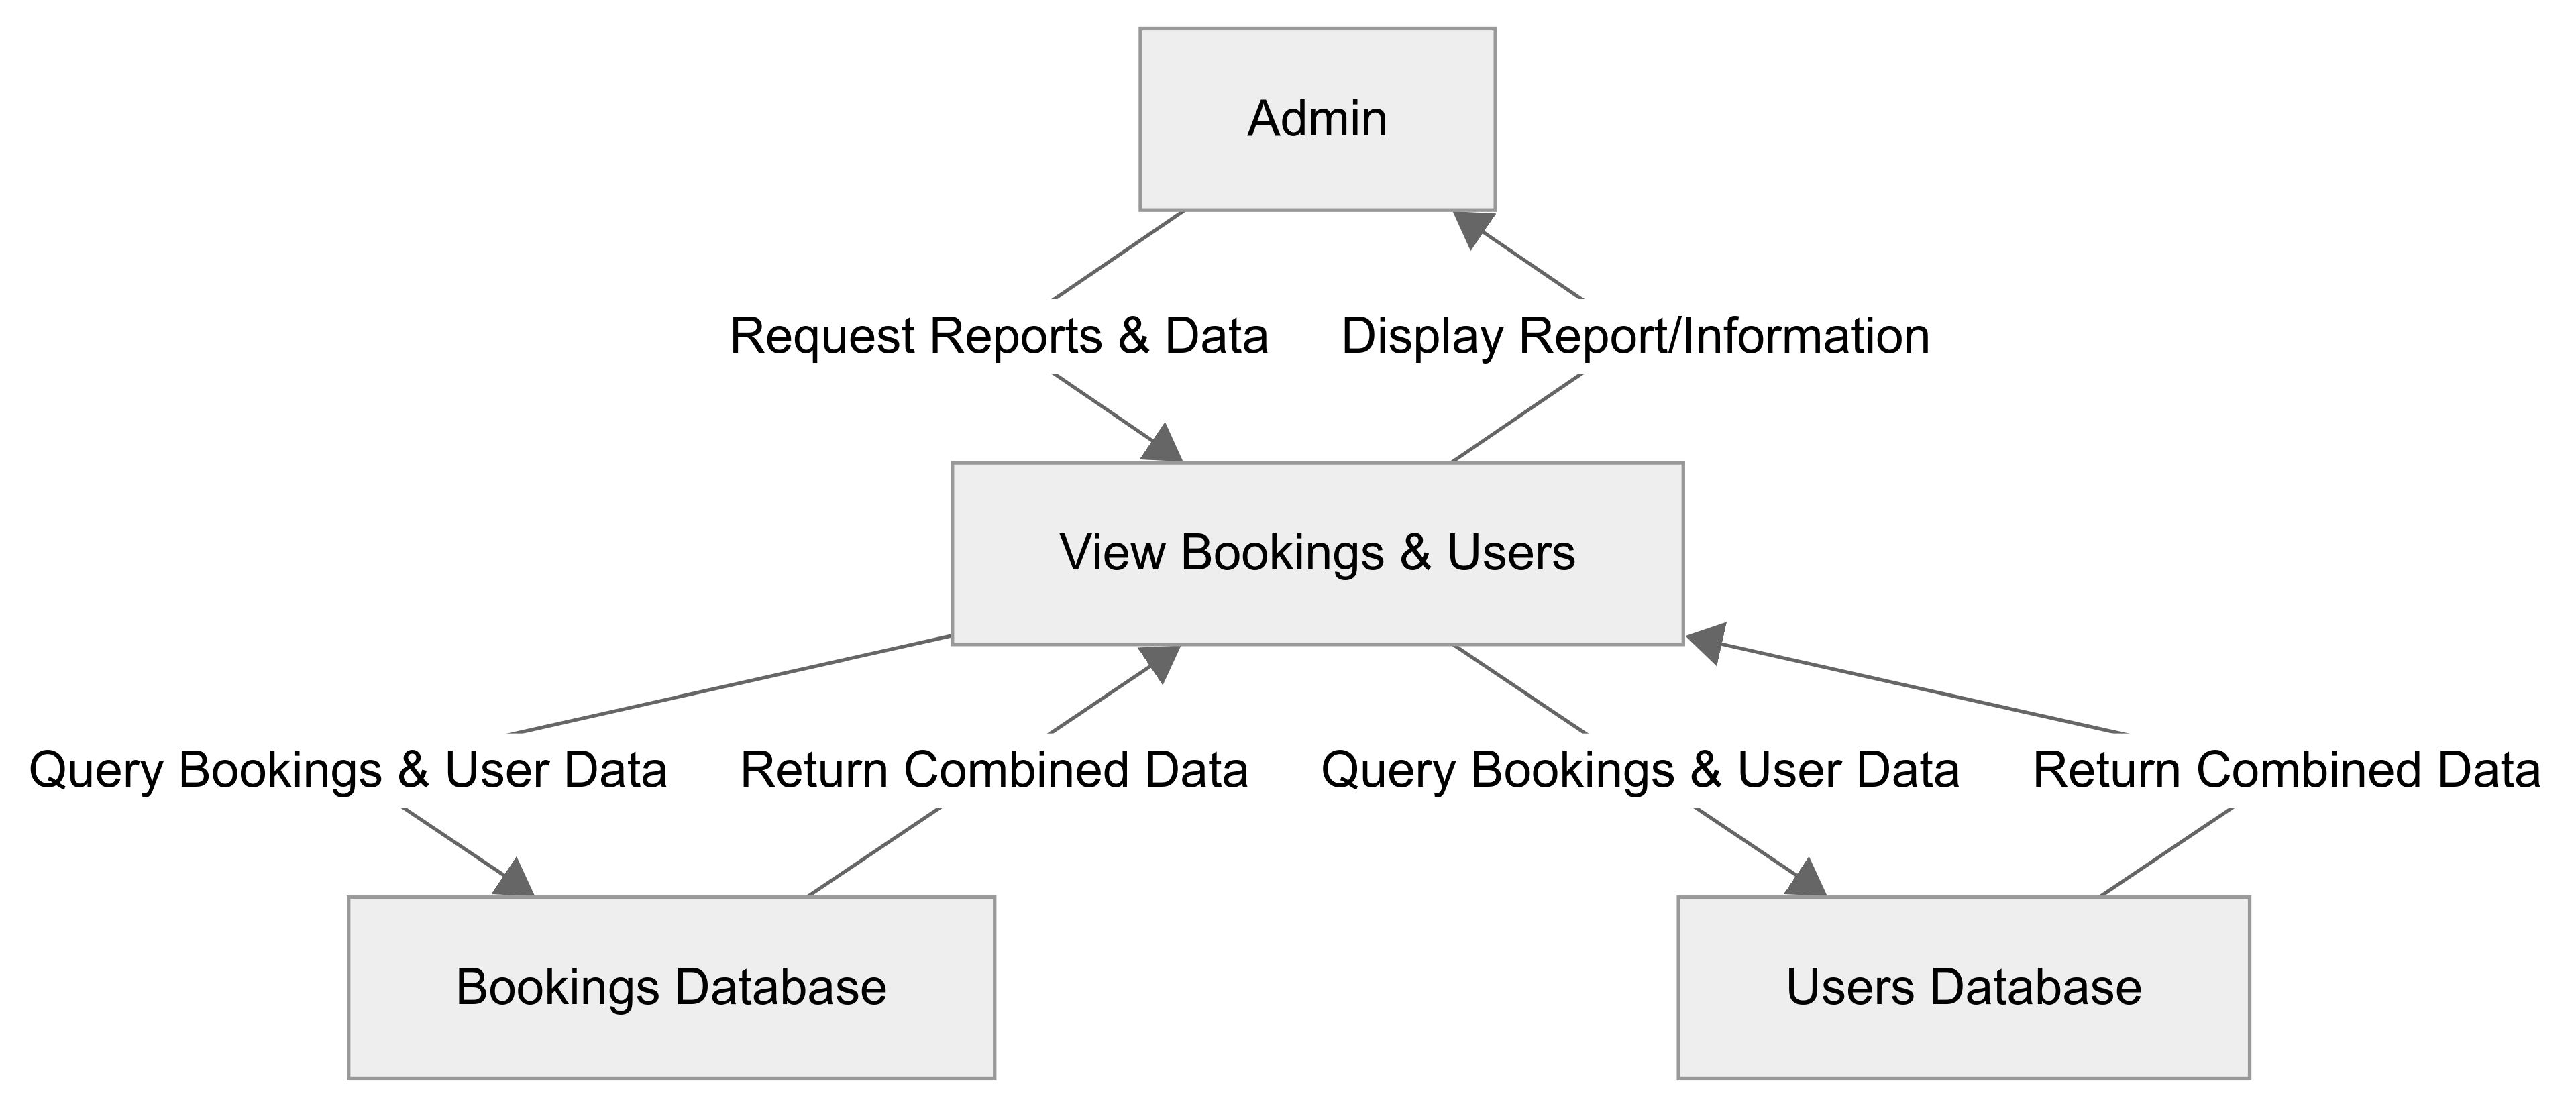 Admin
Request Reports & Data
Display Report/Information
View Bookings & Users
Query Bookings & User Data
Return Combined Data
Query Bookings & User Data
Return Combined Data
Bookings Database
Users Database